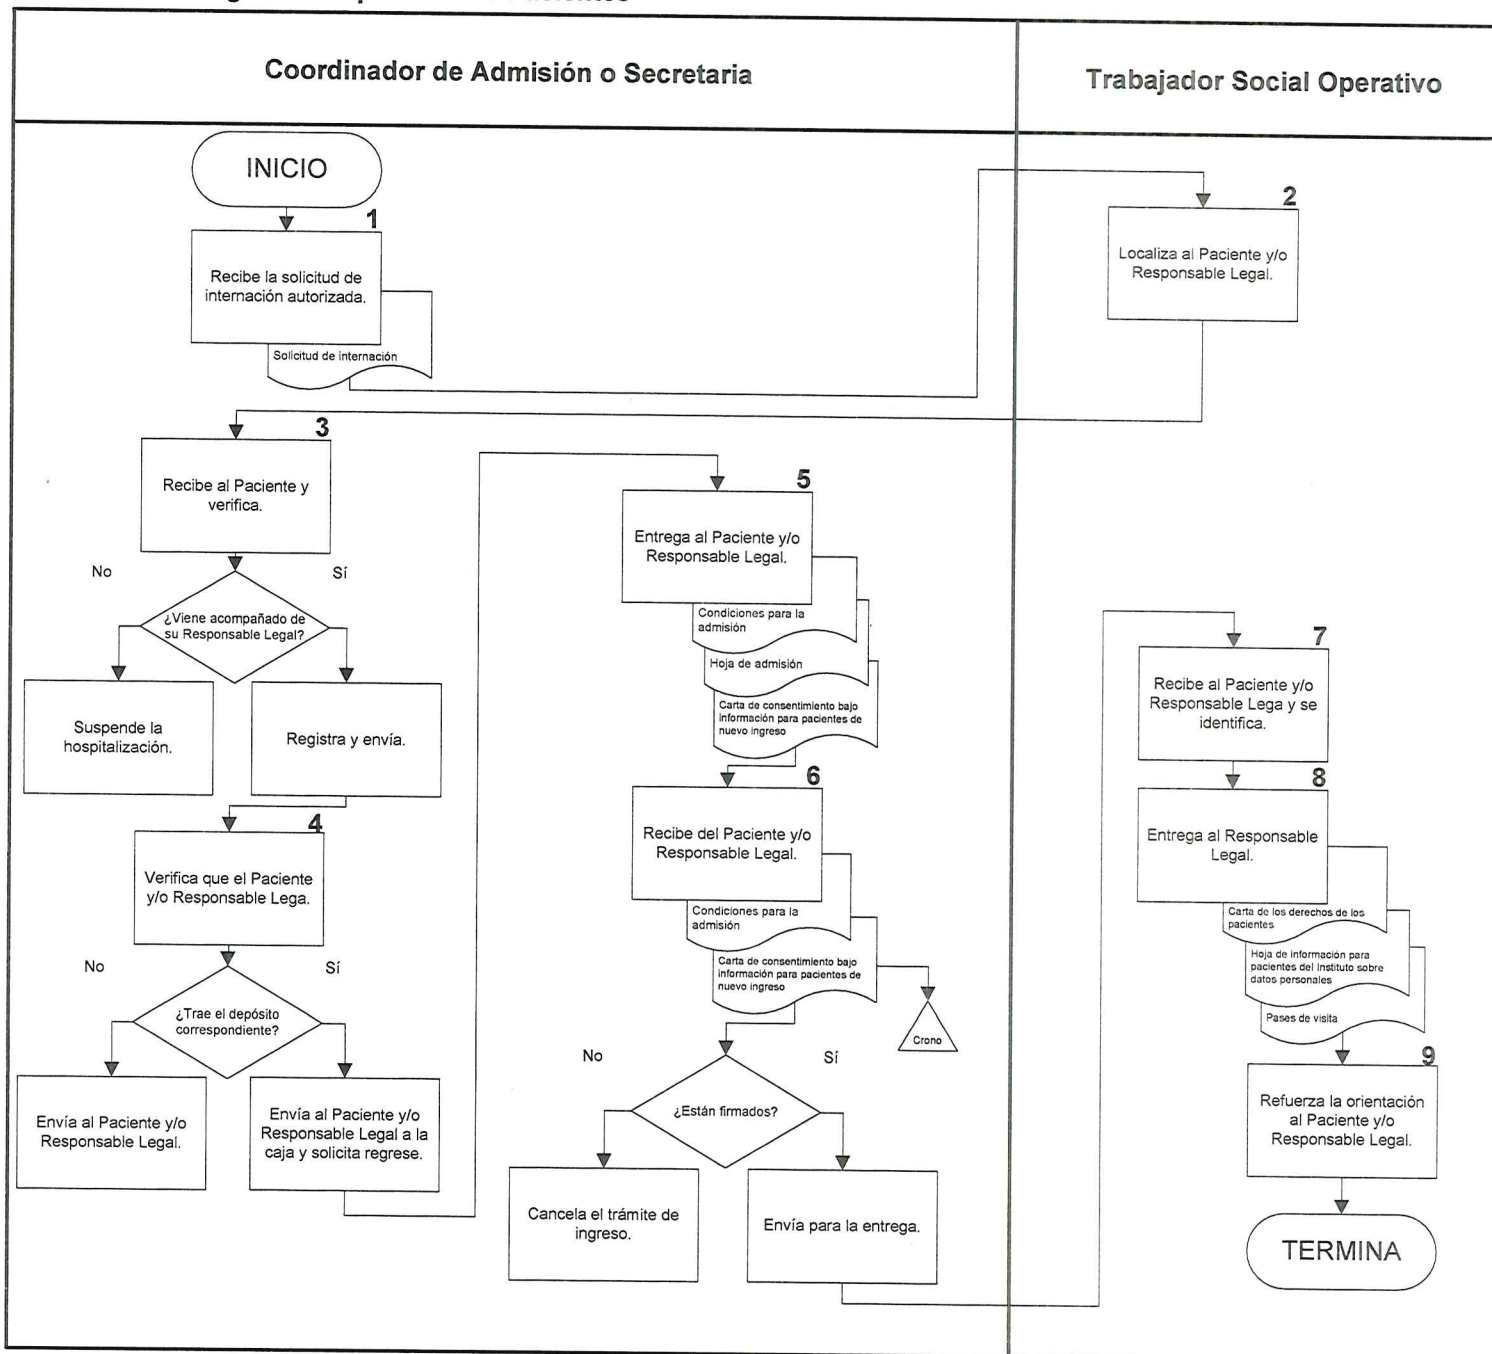 Coordinador de Admisión o Secretaria
Trabajador Social Operativo
INICIO
1
Recibe la solicitud de
internación autorizada.
Solicitud de internación
2
Localiza al Paciente y/o
Responsable Legal.
3
Recibe al Paciente y
verifica.
No
Sí
¿Viene acompañado de
su Responsable Legal?
Suspende la
hospitalización.
Registra y envía.
4
Verifica que el Paciente
y/o Responsable Lega.
No
Sí
¿Trae el depósito
correspondiente?
Envía al Paciente y/o
Responsable Legal.
Envía al Paciente y/o
Responsable Legal a la
caja y solicita regrese.
5
Entrega al Paciente y/o
Responsable Legal.
Condiciones para la
admisión
Hoja de admisión
Carta de consentimiento bajo
información para pacientes de
nuevo ingreso
6
Recibe del Paciente y/o
Responsable Legal.
Condiciones para la
admisión
Carta de consentimiento bajo
información para pacientes de
nuevo ingreso
Crono
No
Sí
¿Están firmados?
Cancela el trámite de
ingreso.
Envía para la entrega.
7
Recibe al Paciente y/o
Responsable Lega y se
identifica.
8
Entrega al Responsable
Legal.
Carta de los derechos de los
pacientes
Hoja de información para
pacientes del Instituto sobre
datos personales
Pases de visita
9
Refuerza la orientación
al Paciente y/o
Responsable Legal.
TERMINA